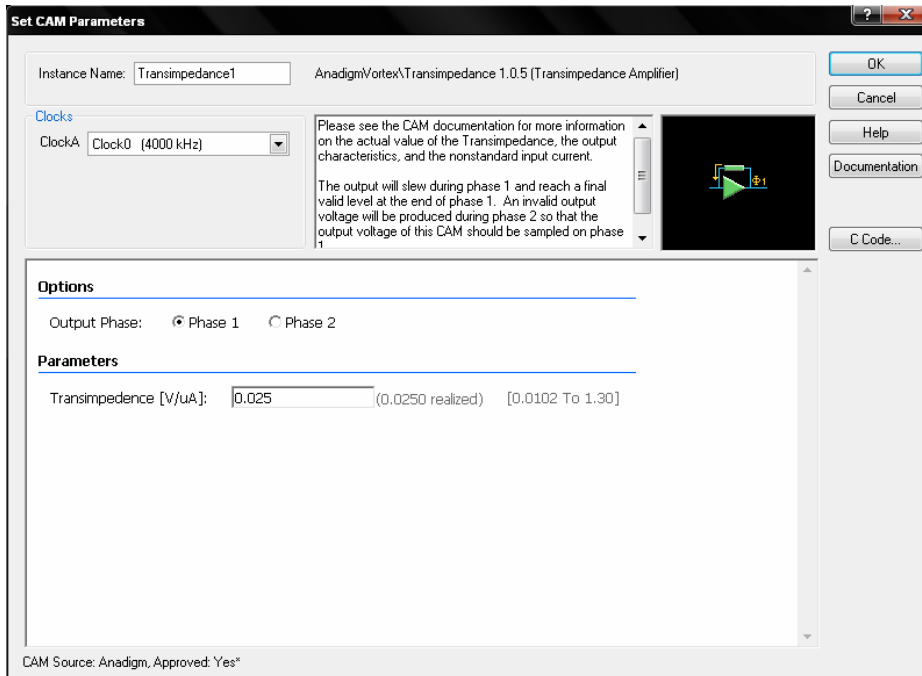 Set CAM Parameters
?
X
Instance Name: Transimpedance1 AnadigmVortex\Transimpedance 1.0.5 (Transimpedance Amplifier)
OK
Cancel
Help
Documentation
C Code...
Clocks
ClockA Clock0 (4000 kHz)
Please see the CAM documentation for more information
on the actual value of the Transimpedance, the output
characteristics, and the nonstandard input current.
The output will slew during phase 1 and reach a final
valid level at the end of phase 1. An invalid output
voltage will be produced during phase 2 so that the
output voltage of this CAM should be sampled on phase
1
Φ1
Options
Output Phase: Phase 1 Phase 2
Parameters
Transimpedence [V/uA]: 0.025 (0.0250 realized) [0.0102 To 1.30]
CAM Source: Anadigm, Approved: Yes*